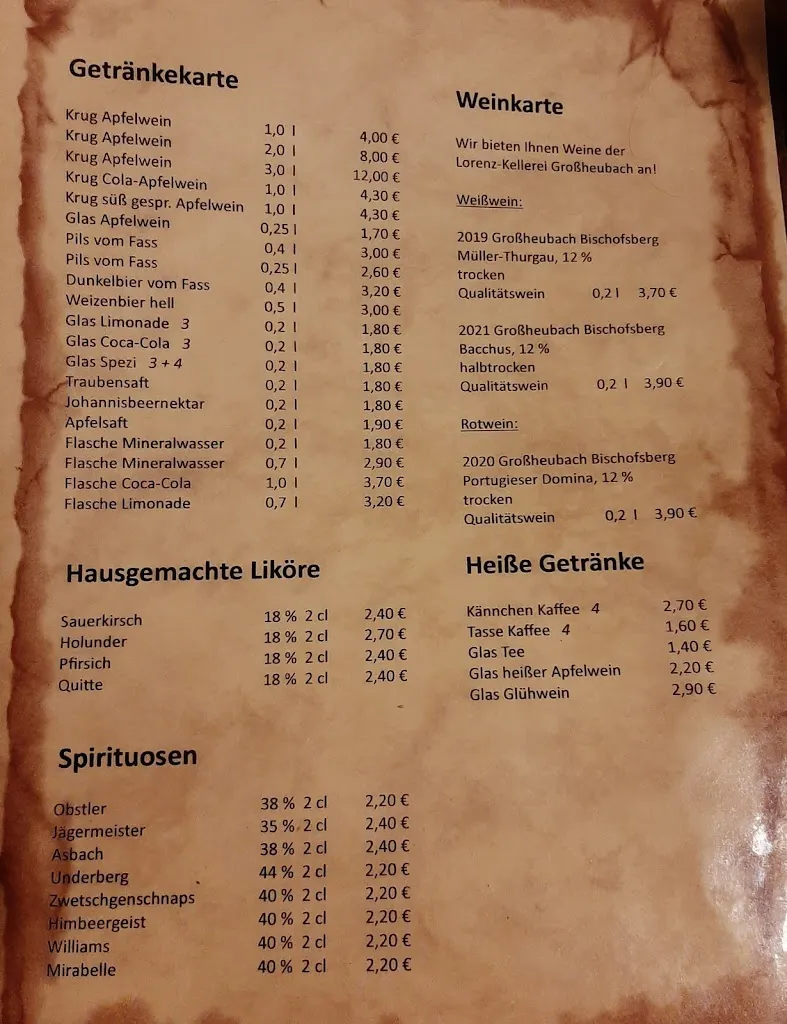 Getränkekarte
Krug Apfelwein 1,0 l 4,00 €
Krug Apfelwein 2,0 l 8,00 €
Krug Apfelwein 3,0 l 12,00 €
Krug Cola-Apfelwein 1,0 l 4,30 €
Krug süß gespr. Apfelwein 1,0 l 4,30 €
Glas Apfelwein 0,25 l 1,70 €
Pils vom Fass 0,4 l 3,00 €
Pils vom Fass 0,25 l 2,60 €
Dunkelbier vom Fass 0,4 l 3,20 €
Weizenbier hell 0,5 l 3,00 €
Glas Limonade 3 0,2 l 1,80 €
Glas Coca-Cola 3 0,2 l 1,80 €
Glas Spezi 3 + 4 0,2 l 1,80 €
Traubensaft 0,2 l 1,80 €
Johannisbeernektar 0,2 l 1,80 €
Apfelsaft 0,2 l 1,90 €
Flasche Mineralwasser 0,2 l 1,80 €
Flasche Mineralwasser 0,7 l 2,90 €
Flasche Coca-Cola 1,0 l 3,70 €
Flasche Limonade 0,7 l 3,20 €
Hausgemachte Liköre
Sauerkirsch 18 % 2 cl 2,40 €
Holunder 18 % 2 cl 2,70 €
Pfirsich 18 % 2 cl 2,40 €
Quitte 18 % 2 cl 2,40 €
Spirituosen
Obstler 38 % 2 cl 2,20 €
Jägermeister 35 % 2 cl 2,40 €
Asbach 38 % 2 cl 2,40 €
Underberg 44 % 2 cl 2,20 €
Zwetschgenschnaps 40 % 2 cl 2,20 €
Himbeergeist 40 % 2 cl 2,20 €
Williams 40 % 2 cl 2,20 €
Mirabelle 40 % 2 cl 2,20 €
Weinkarte
Wir bieten Ihnen Weine der
Lorenz-Kellerei Großheubach an!
Weißwein:
2019 Großheubach Bischofsberg
Müller-Thurgau, 12 %
trocken
Qualitätswein 0,2 l 3,70 €
2021 Großheubach Bischofsberg
Bacchus, 12 %
halbtrocken
Qualitätswein 0,2 l 3,90 €
Rotwein:
2020 Großheubach Bischofsberg
Portugieser Domina, 12 %
trocken
Qualitätswein 0,2 l 3,90 €
Heiße Getränke
Kännchen Kaffee 4 2,70 €
Tasse Kaffee 4 1,60 €
Glas Tee 1,40 €
Glas heißer Apfelwein 2,20 €
Glas Glühwein 2,90 €